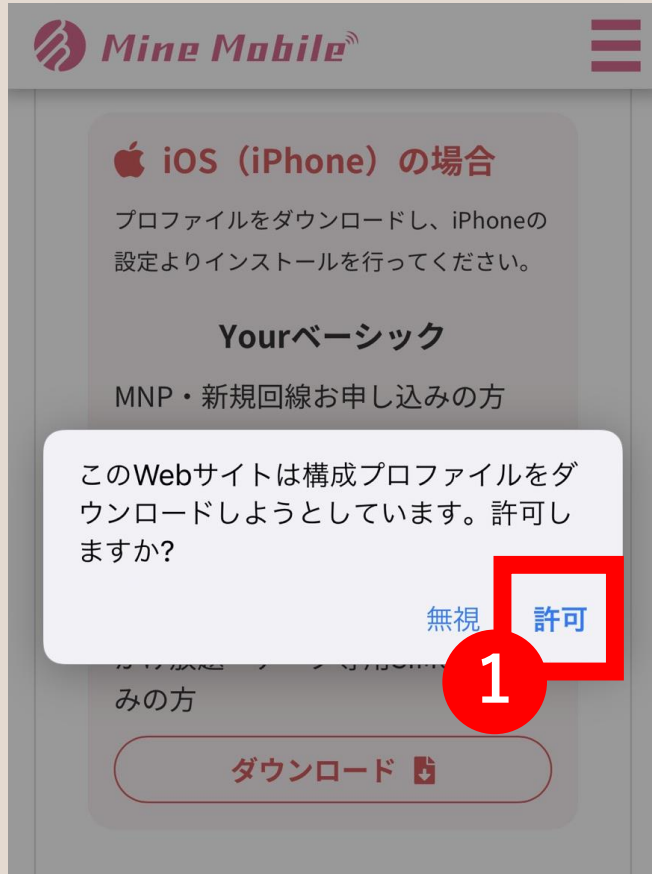 Mine Mobile
iOS（iPhone）の場合
プロファイルをダウンロードし、iPhoneの
設定よりインストールを行ってください。
Yourベーシック
MNP・新規回線お申し込みの方
このWebサイトは構成プロファイルをダ
ウンロードしようとしています。許可し
ますか?
無視
許可
1
みの方
ダウンロード